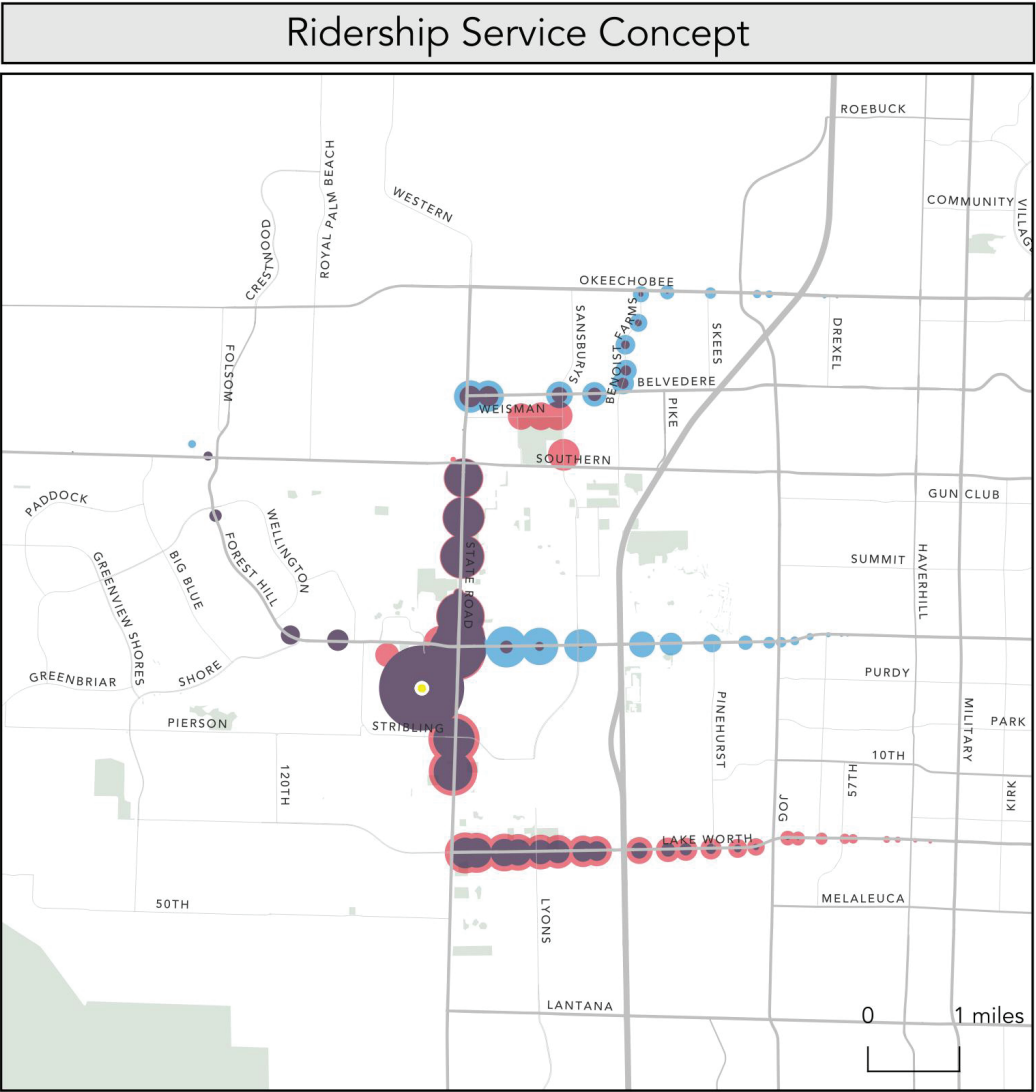 Ridership Service Concept
ROEBUCK
ROYAL PALM BEACH
WESTERN
COMMUNITY
VILLAG
CRESTWOOD
OKEECHOBEE
SANSBURYS
BENOIST FARMS
SKEES
DREXEL
FOLSOM
BELVEDERE
WEISMAN
PIKE
SOUTHERN
PADDOCK
GUN CLUB
WELLINGTON
FOREST HILL
STATE ROAD
SUMMIT
HAVERHILL
BIG BLUE
GREENVIEW SHORES
GREENBRIAR
SHORE
PURDY
PIERSON
STRIBLING
PINEHURST
MILITARY
PARK
10TH
120TH
57TH
KIRK
JOG
LAKE WORTH
50TH
LYONS
MELALEUCA
LANTANA
0 1 miles